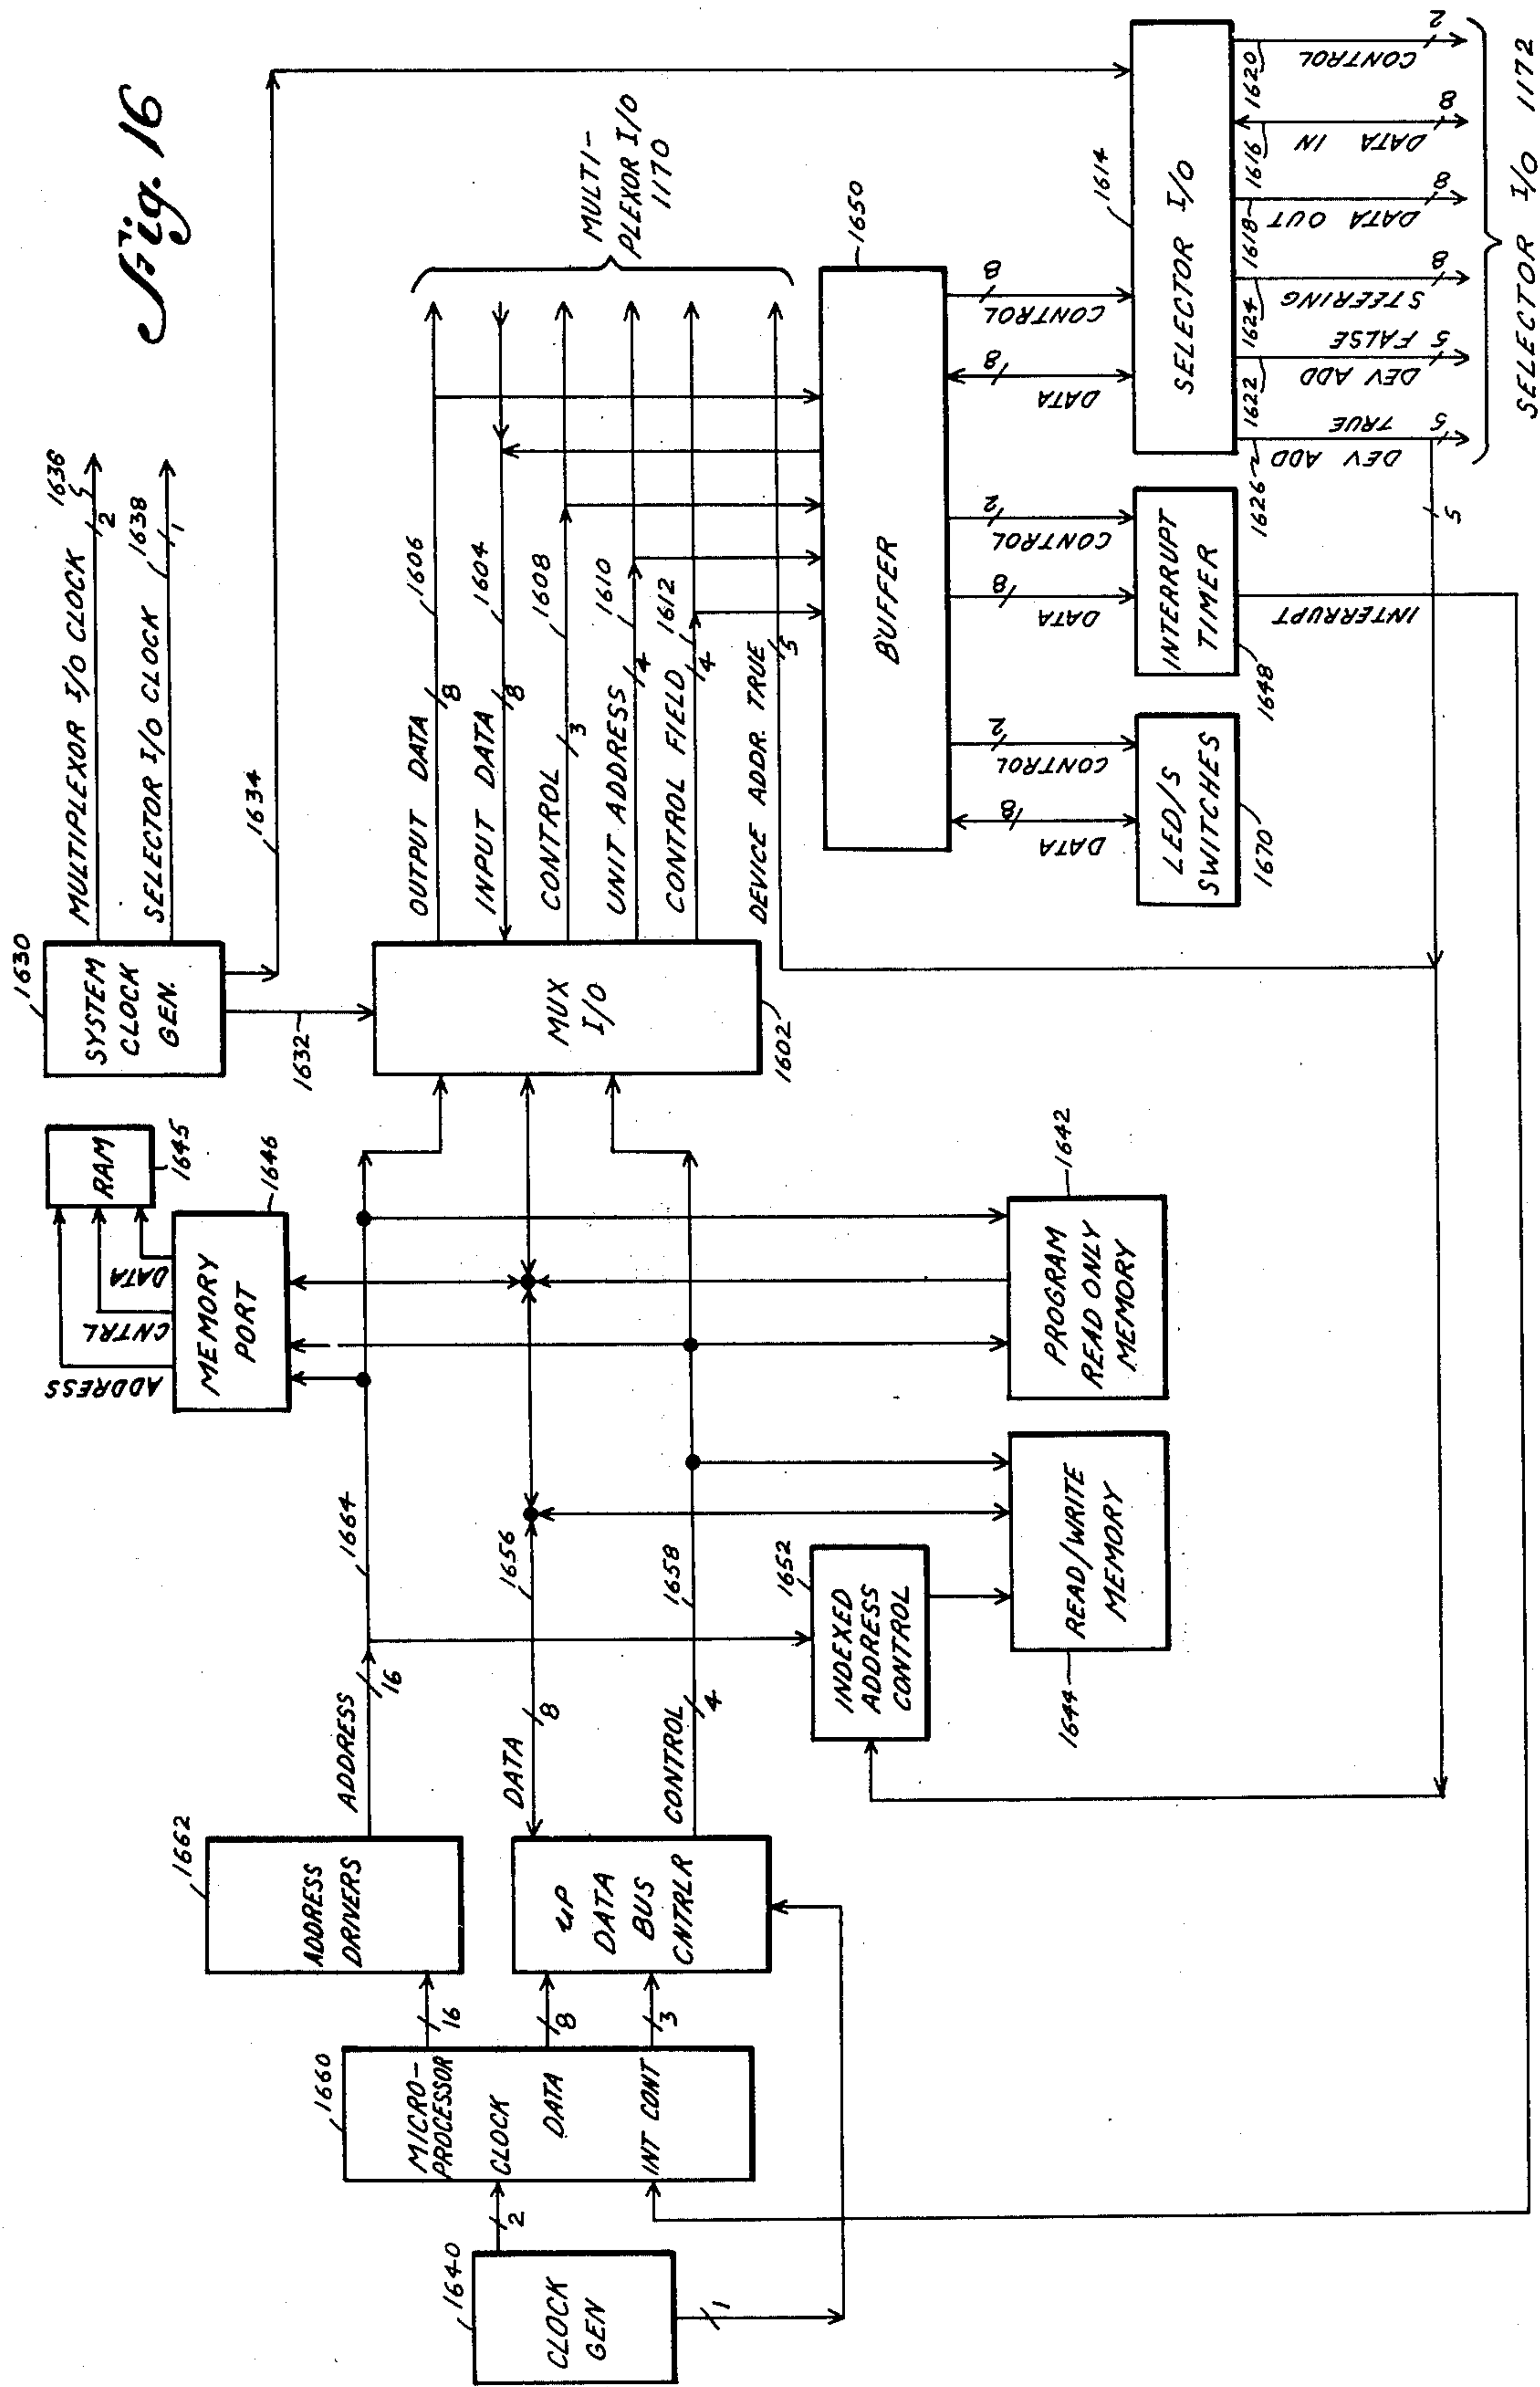 Fig. 16
1630
SYSTEM
CLOCK
GEN.
MULTIPLEXOR I/O CLOCK
1636
2
SELECTOR I/O CLOCK
1638
1
1632
1634
RAM
1645
DATA
CNTRL
ADDRESS
MEMORY
PORT
1646
1662
ADDRESS
DRIVERS
ADDRESS
16
1664
1660
MICRO-
PROCESSOR
CLOCK
DATA
INT CONT
16
8
3
1640
CLOCK
GEN
2
1
μP
DATA
BUS
CNTRLR
DATA
8
1656
CONTROL
4
1658
MUX
I/O
1602
OUTPUT DATA
8
1606
INPUT DATA
8
1604
CONTROL
3
1608
UNIT ADDRESS
4
1610
CONTROL FIELD
4
1612
DEVICE ADDR. TRUE
5
MULTI-
PLEXOR I/O
1170
1652
INDEXED
ADDRESS
CONTROL
READ/WRITE
MEMORY
1644
PROGRAM
READ ONLY
MEMORY
1642
BUFFER
1650
DATA
8
CONTROL
2
DATA
8
CONTROL
2
DATA
8
CONTROL
8
LED/S
SWITCHES
1670
INTERRUPT
TIMER
1648
INTERRUPT
SELECTOR I/O
1614
1626
DEV ADD
TRUE
5
5
1622
DEV ADD
FALSE
5
1624
STEERING
8
1618
DATA OUT
8
1616
DATA IN
8
1620
CONTROL
2
SELECTOR I/O 1172